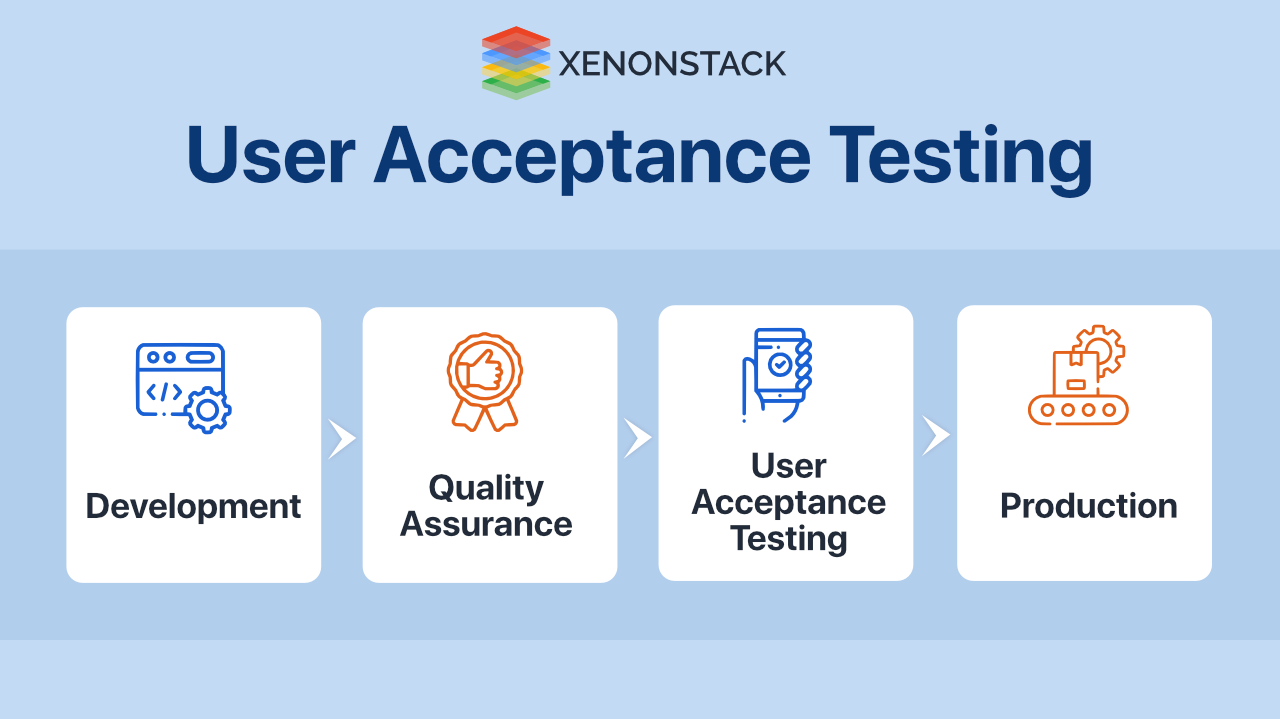 XENONSTACK
User Acceptance Testing
Development
Quality
Assurance
User
Acceptance
Testing
Production